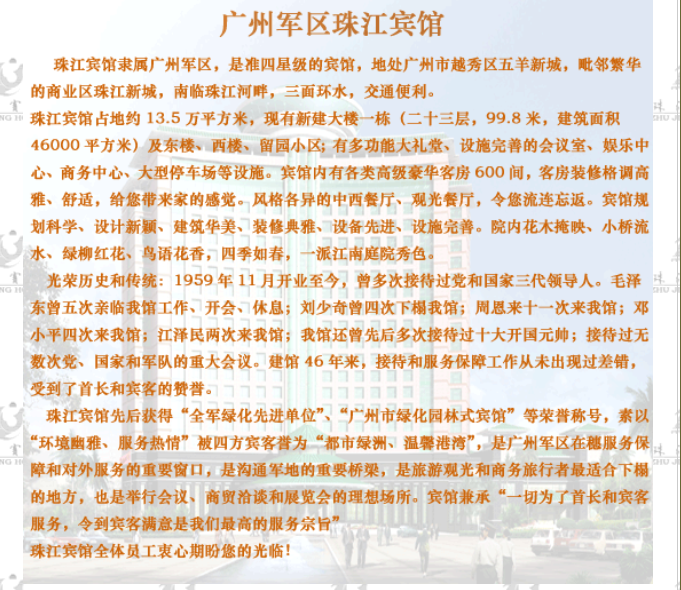 广州军区珠江宾馆
珠江宾馆隶属广州军区，是准四星级的宾馆，地处广州市越秀区五羊新城，毗邻繁华
的商业区珠江新城，南临珠江河畔，三面环水，交通便利。
珠江宾馆占地约 13.5 万平方米，现有新建大楼一栋（二十三层，99.8 米，建筑面积
46000 平方米）及东楼、西楼、留园小区; 有多功能大礼堂、设施完善的会议室、娱乐中
心、商务中心、大型停车场等设施。宾馆内有各类高级豪华客房 600 间，客房装修格调高
雅、舒适，给您带来家的感觉。风格各异的中西餐厅、观光餐厅，令您流连忘返。宾馆规
划科学、设计新颖、建筑华美、装修典雅、设备先进、设施完善。院内花木掩映、小桥流
水、绿柳红花、鸟语花香，四季如春，一派江南庭院秀色。
光荣历史和传统：1959 年 11 月开业至今，曾多次接待过党和国家三代领导人。毛泽
东曾五次亲临我馆工作、开会、休息；刘少奇曾四次下榻我馆；周恩来十一次来我馆；邓
小平四次来我馆；江泽民两次来我馆；我馆还曾先后多次接待过十大开国元帅；接待过无
数次党、国家和军队的重大会议。建馆 46 年来，接待和服务保障工作从未出现过差错，
受到了首长和宾客的赞誉。
珠江宾馆先后获得“全军绿化先进单位”、“广州市绿化园林式宾馆”等荣誉称号，素以
“环境幽雅、服务热情”被四方宾客誉为“都市绿洲、温馨港湾”，是广州军区在穗服务保
障和对外服务的重要窗口，是沟通军地的重要桥梁，是旅游观光和商务旅行者最适合下榻
的地方，也是举行会议、商贸洽谈和展览会的理想场所。宾馆兼承“一切为了首长和宾客
服务，令到宾客满意是我们最高的服务宗旨”
珠江宾馆全体员工衷心期盼您的光临！